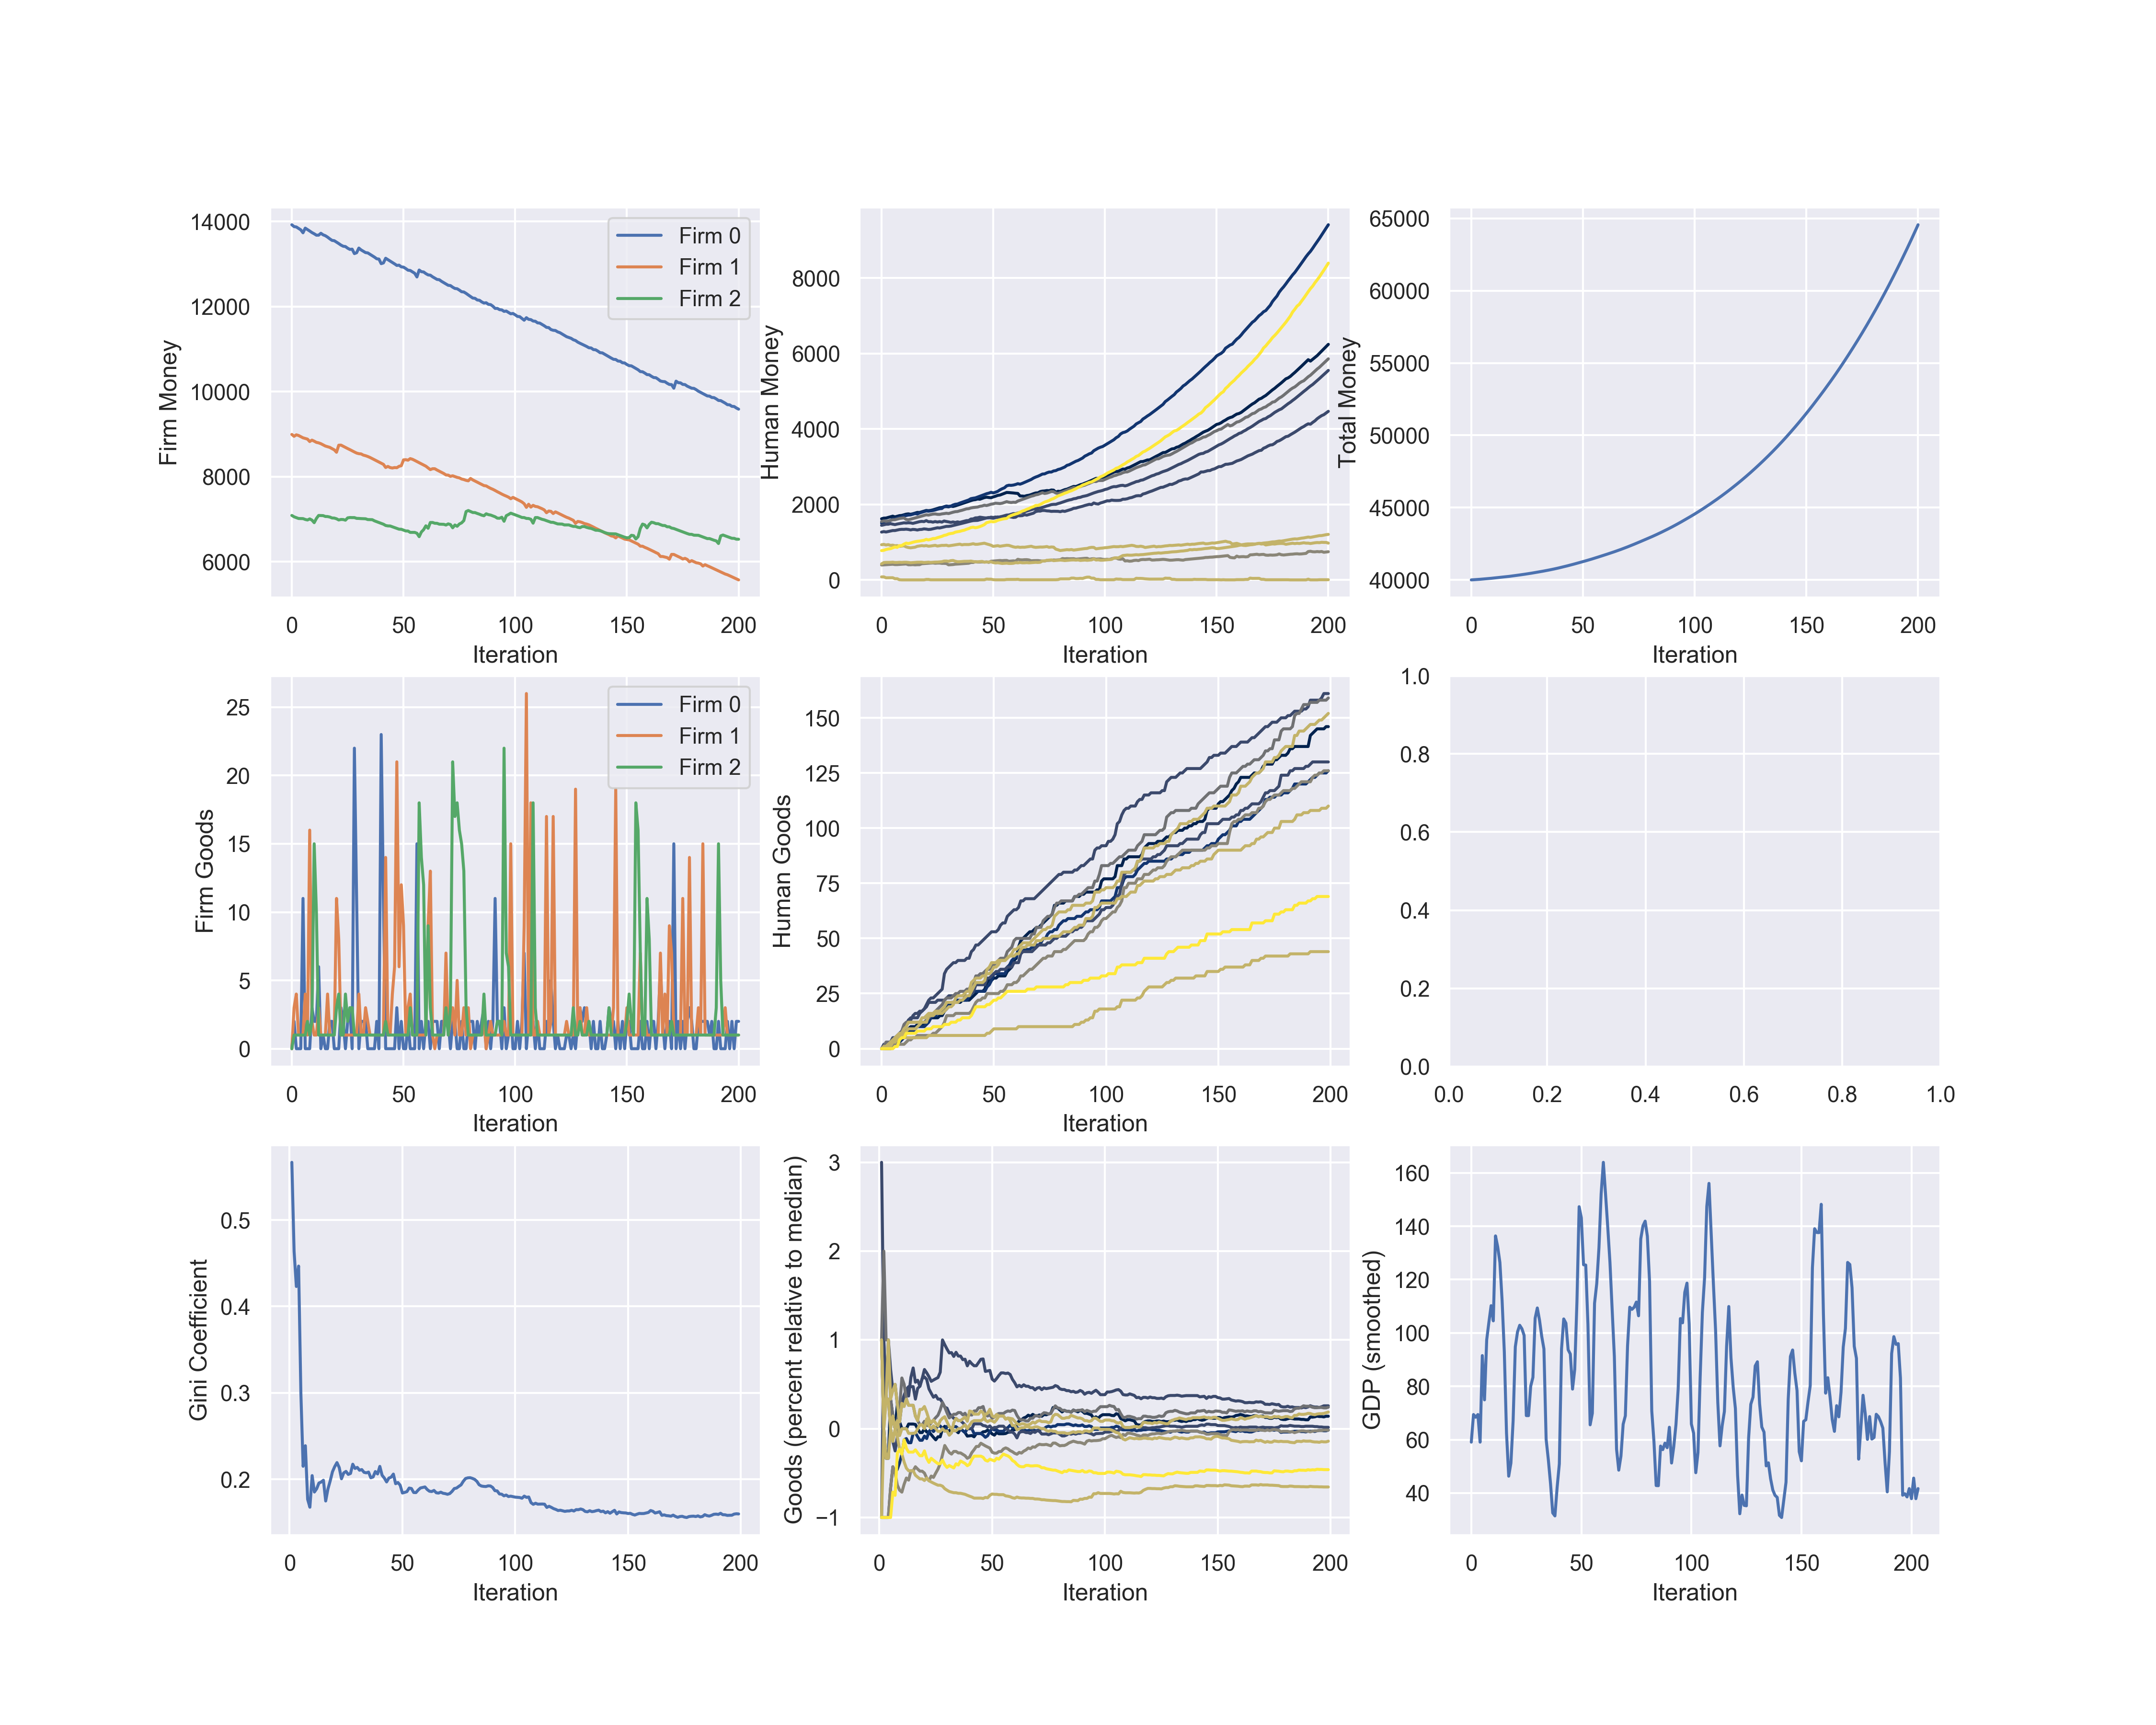 14000
12000
10000
8000
6000
Firm Money
Firm 0
Firm 1
Firm 2
0 50 100 150 200
Iteration
8000
6000
4000
2000
0
Human Money
0 50 100 150 200
Iteration
65000
60000
55000
50000
45000
40000
Total Money
0 50 100 150 200
Iteration
25
20
15
10
5
0
Firm Goods
Firm 0
Firm 1
Firm 2
0 50 100 150 200
Iteration
150
125
100
75
50
25
0
Human Goods
0 50 100 150 200
Iteration
1.0
0.8
0.6
0.4
0.2
0.0
0.0 0.2 0.4 0.6 0.8 1.0
0.5
0.4
0.3
0.2
Gini Coefficient
0 50 100 150 200
Iteration
3
2
1
0
−1
Goods (percent relative to median)
0 50 100 150 200
Iteration
160
140
120
100
80
60
40
GDP (smoothed)
0 50 100 150 200
Iteration